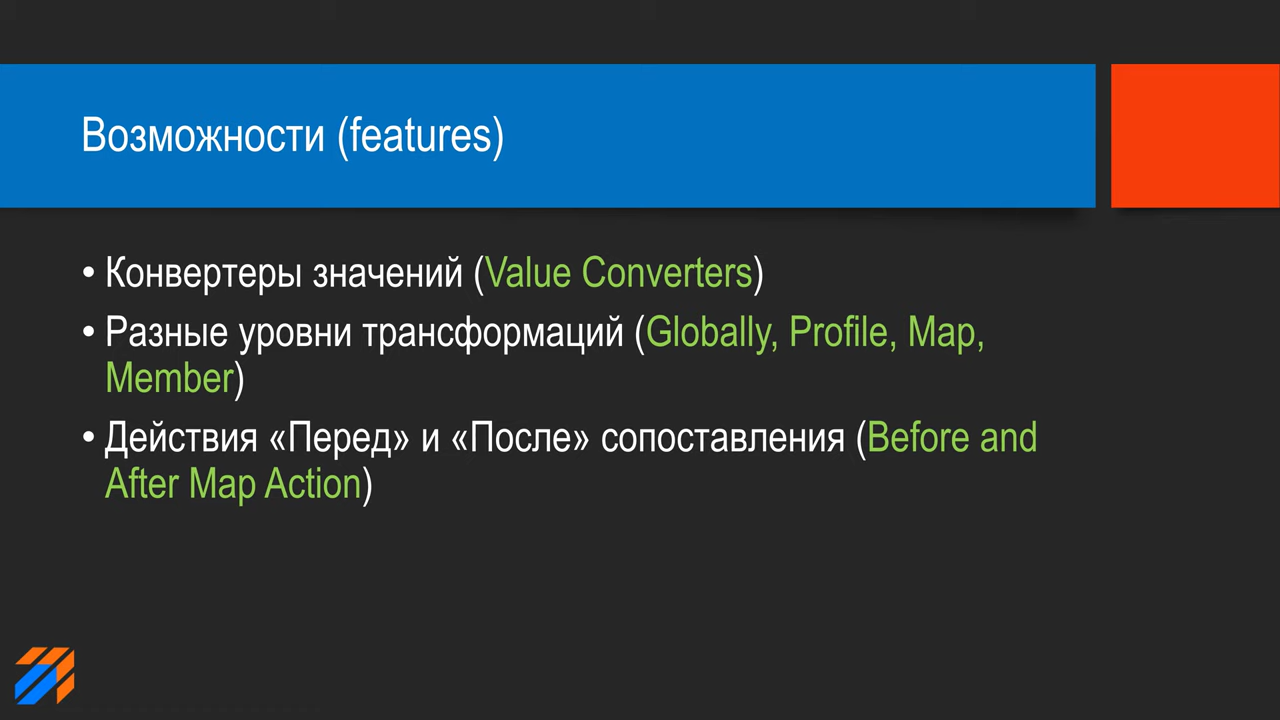 Возможности (features)
• Конвертеры значений (Value Converters)
• Разные уровни трансформаций (Globally, Profile, Map,
Member)
• Действия «Перед» и «После» сопоставления (Before and
After Map Action)